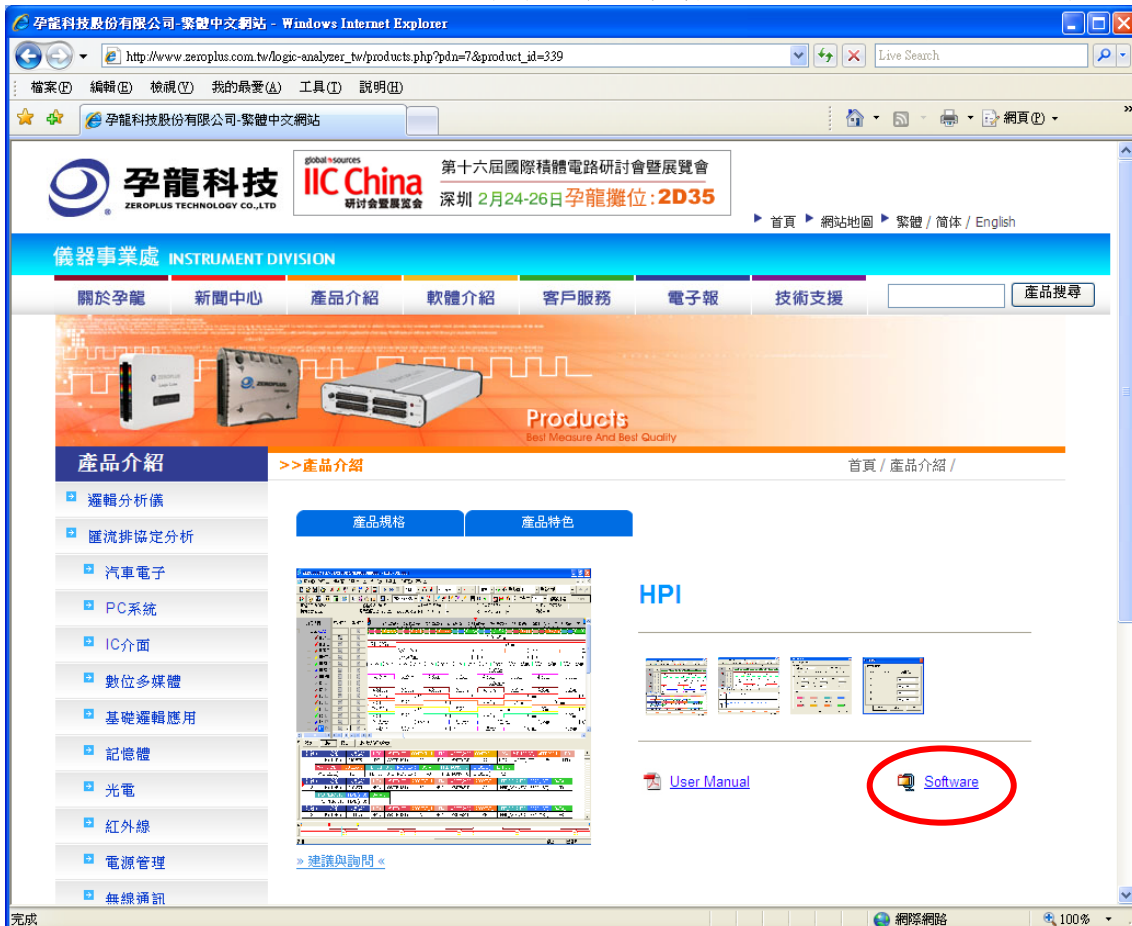 孕龍科技股份有限公司-繁體中文網站 - Windows Internet Explorer
http://www.zeroplus.com.tw/logic-analyzer_tw/products.php?pdn=7&product_id=339
Live Search
檔案(F) 編輯(E) 檢視(V) 我的最愛(A) 工具(T) 說明(H)
孕龍科技股份有限公司-繁體中文網站
網頁(P)
孕龍科技
ZEROPLUS TECHNOLOGY CO.,LTD
global sources
IIC China
研讨会暨展览会
第十六屆國際積體電路研討會暨展覽會
深圳 2月24-26日孕龍攤位:2D35
首頁 網站地圖 繁體 / 简体 / English
儀器事業處 INSTRUMENT DIVISION
關於孕龍 新聞中心 產品介紹 軟體介紹 客戶服務 電子報 技術支援 產品搜尋
Products
Best Measure And Best Quality
產品介紹
>>產品介紹
首頁 / 產品介紹 /
邏輯分析儀
匯流排協定分析
汽車電子
PC系統
IC介面
數位多媒體
基礎邏輯應用
記憶體
光電
紅外線
電源管理
無線通訊
產品規格 產品特色
HPI
User Manual
Software
» 建議與詢問 «
完成
網際網路
100%